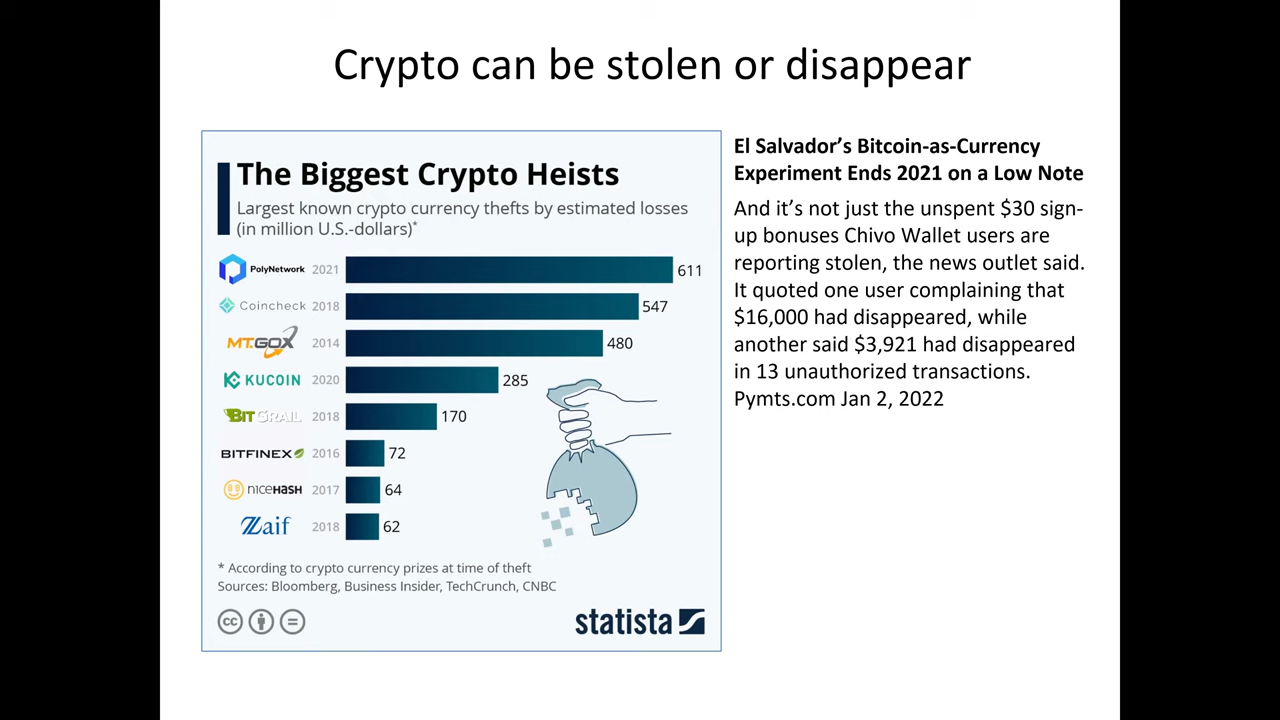 Crypto can be stolen or disappear
The Biggest Crypto Heists
Largest known crypto currency thefts by estimated losses
(in million U.S.-dollars)*
PolyNetwork 2021 611
Coincheck 2018 547
MT.GOX 2014 480
KUCOIN 2020 285
BITGRAIL 2018 170
BITFINEX 2016 72
nıceHASH 2017 64
Zaif 2018 62
* According to crypto currency prizes at time of theft
Sources: Bloomberg, Business Insider, TechCrunch, CNBC
cc
statista
El Salvador’s Bitcoin-as-Currency
Experiment Ends 2021 on a Low Note
And it’s not just the unspent $30 sign-
up bonuses Chivo Wallet users are
reporting stolen, the news outlet said.
It quoted one user complaining that
$16,000 had disappeared, while
another said $3,921 had disappeared
in 13 unauthorized transactions.
Pymts.com Jan 2, 2022